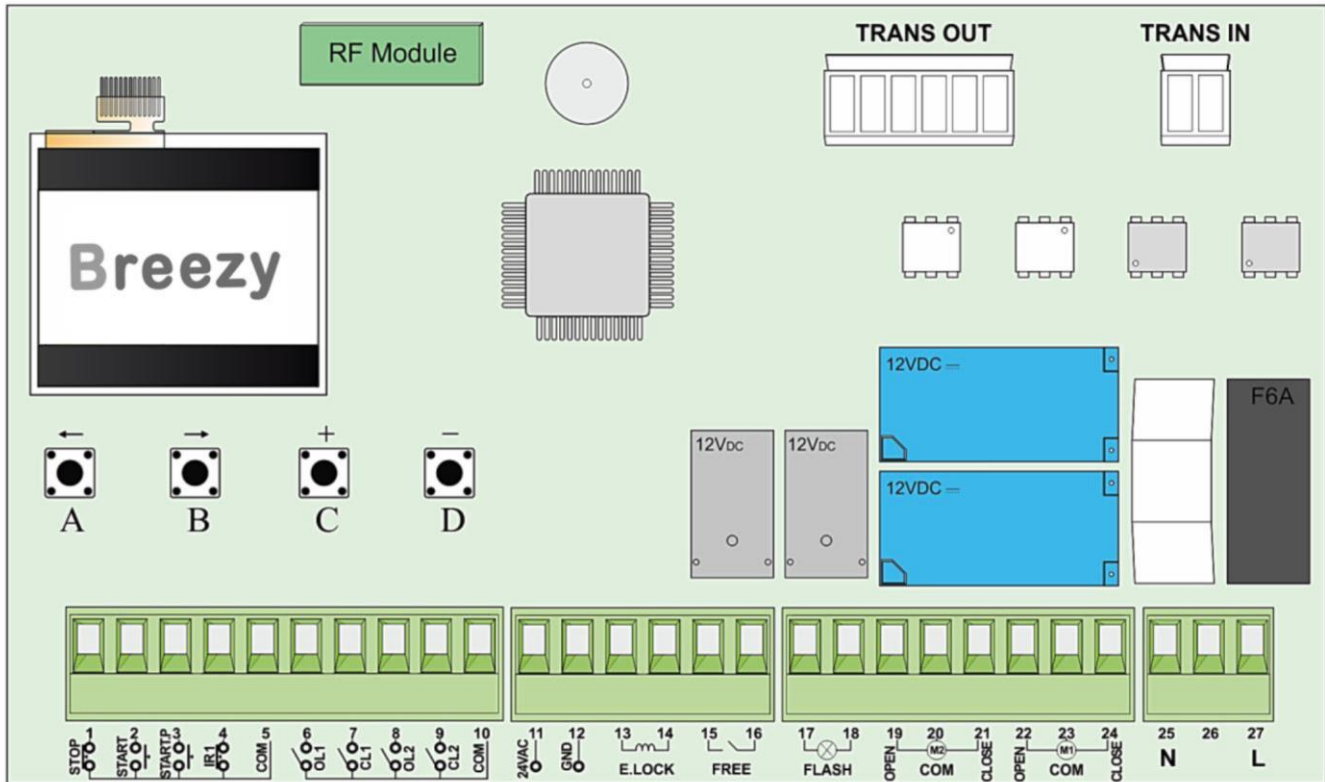 RF Module
TRANS OUT
TRANS IN
Breezy
12VDC
F6A
← → + −
12VDC
12VDC
12VDC
A B C D
1 2 3 4 5 6 7 8 9 10 11 12 13 14 15 16 17 18 19 20 21 22 23 24 25 26 27
STOP START START.P IR1 COM OL1 CL1 OL2 CL2 COM 24VAC GND E.LOCK FREE FLASH OPEN M2 COM CLOSE OPEN M1 COM CLOSE N L